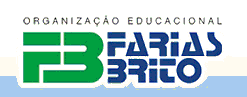 ORGANIZAÇÃO EDUCACIONAL
FB FARIAS
BRITO